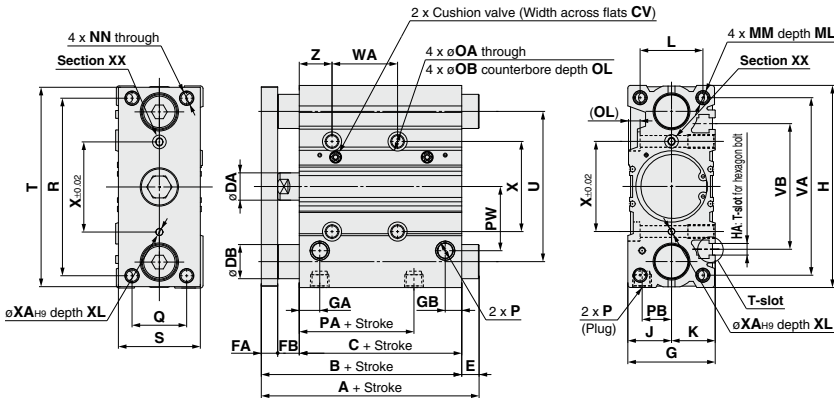 2 x Cushion valve (Width across flats CV)
4 x NN through
Section XX
Z
WA
4 x øOA through
4 x øOB counterbore depth OL
L
4 x MM depth ML
Section XX
(OL)
T
R
X±0.02
øDA
øDB
PW
X
U
X±0.02
HA: T-slot for hexagon bolt
VB
VA
H
øXAH9 depth XL
Q
S
GA
GB
2 x P
PA + Stroke
FA
FB
C + Stroke
B + Stroke
E
A + Stroke
2 x P
(Plug)
PB
J
K
G
T-slot
øXAH9 depth XL